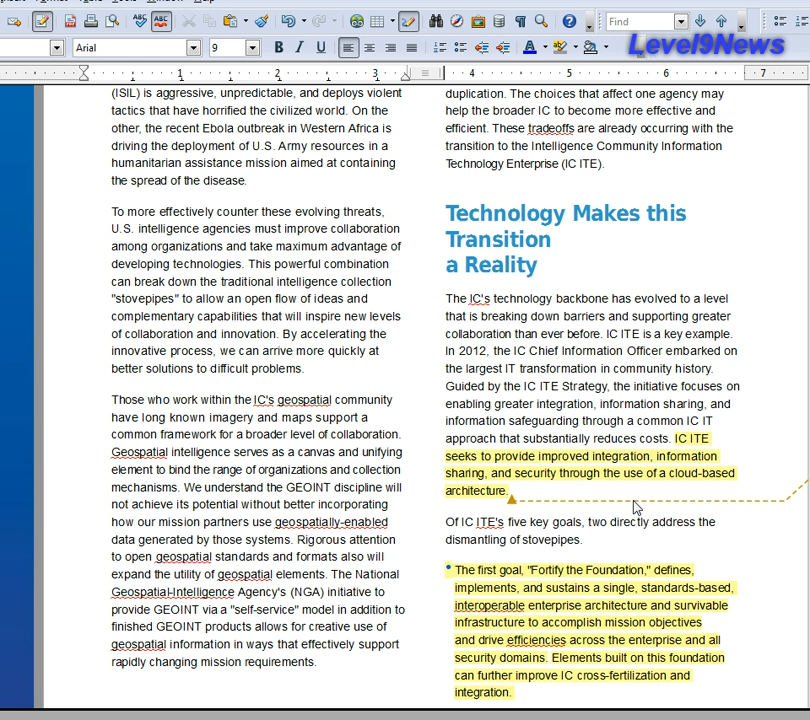 Arial
9
Find
Level9News
1
2
3
4
5
6
7
(ISIL) is aggressive, unpredictable, and deploys violent
tactics that have horrified the civilized world. On the
other, the recent Ebola outbreak in Western Africa is
driving the deployment of U.S. Army resources in a
humanitarian assistance mission aimed at containing
the spread of the disease.
To more effectively counter these evolving threats,
U.S. intelligence agencies must improve collaboration
among organizations and take maximum advantage of
developing technologies. This powerful combination
can break down the traditional intelligence collection
"stovepipes" to allow an open flow of ideas and
complementary capabilities that will inspire new levels
of collaboration and innovation. By accelerating the
innovative process, we can arrive more quickly at
better solutions to difficult problems.
Those who work within the IC's geospatial community
have long known imagery and maps support a
common framework for a broader level of collaboration.
Geospatial intelligence serves as a canvas and unifying
element to bind the range of organizations and collection
mechanisms. We understand the GEOINT discipline will
not achieve its potential without better incorporating
how our mission partners use geospatially-enabled
data generated by those systems. Rigorous attention
to open geospatial standards and formats also will
expand the utility of geospatial elements. The National
Geospatial-Intelligence Agency's (NGA) initiative to
provide GEOINT via a "self-service" model in addition to
finished GEOINT products allows for creative use of
geospatial information in ways that effectively support
rapidly changing mission requirements.
duplication. The choices that affect one agency may
help the broader IC to become more effective and
efficient. These tradeoffs are already occurring with the
transition to the Intelligence Community Information
Technology Enterprise (IC ITE).
Technology Makes this
Transition
a Reality
The IC's technology backbone has evolved to a level
that is breaking down barriers and supporting greater
collaboration than ever before. IC ITE is a key example.
In 2012, the IC Chief Information Officer embarked on
the largest IT transformation in community history.
Guided by the IC ITE Strategy, the initiative focuses on
enabling greater integration, information sharing, and
information safeguarding through a common IC IT
approach that substantially reduces costs. IC ITE
seeks to provide improved integration, information
sharing, and security through the use of a cloud-based
architecture.
Of IC ITE's five key goals, two directly address the
dismantling of stovepipes.
• The first goal, "Fortify the Foundation," defines,
implements, and sustains a single, standards-based,
interoperable enterprise architecture and survivable
infrastructure to accomplish mission objectives
and drive efficiencies across the enterprise and all
security domains. Elements built on this foundation
can further improve IC cross-fertilization and
integration.